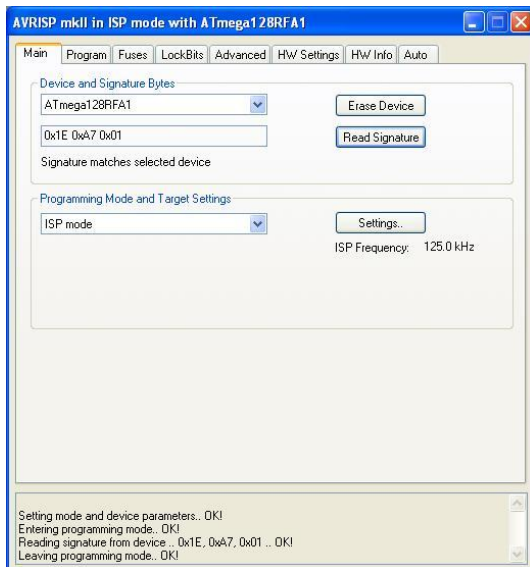 AVRISP mkII in ISP mode with ATmega128RFA1
Main Program Fuses LockBits Advanced HW Settings HW Info Auto
Device and Signature Bytes
ATmega128RFA1 Erase Device
0x1E 0xA7 0x01 Read Signature
Signature matches selected device
Programming Mode and Target Settings
ISP mode Settings..
ISP Frequency: 125.0 kHz
Setting mode and device parameters.. OK!
Entering programming mode.. OK!
Reading signature from device .. 0x1E, 0xA7, 0x01 .. OK!
Leaving programming mode.. OK!